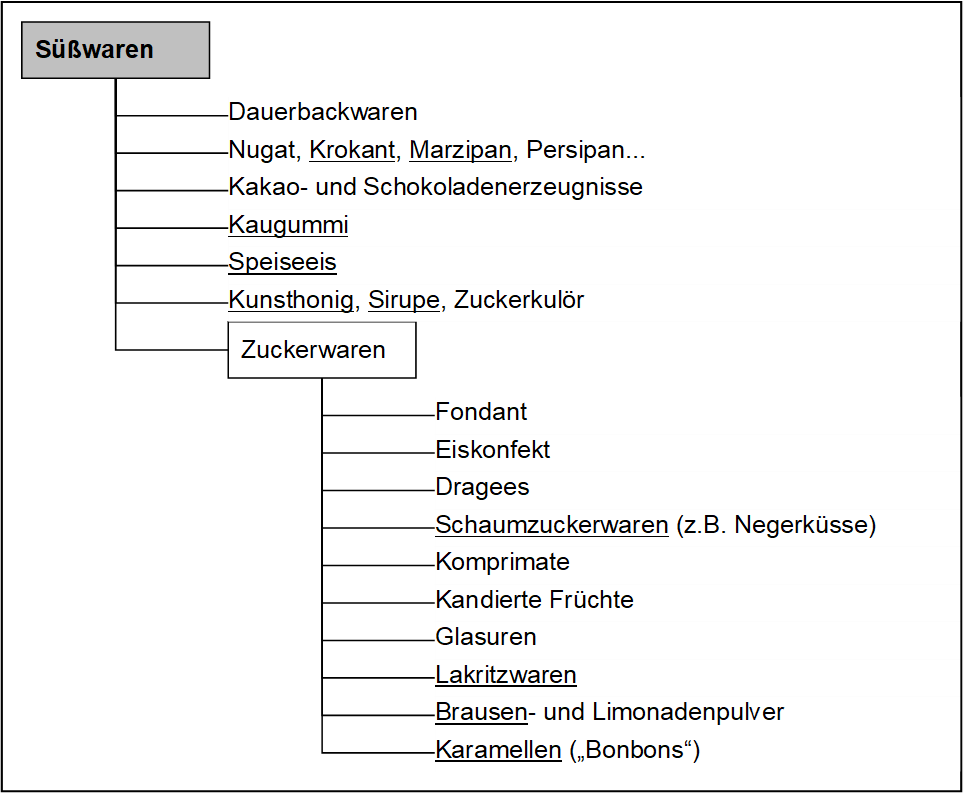 Süßwaren
Dauerbackwaren
Nugat, Krokant, Marzipan, Persipan...
Kakao- und Schokoladenerzeugnisse
Kaugummi
Speiseeis
Kunsthonig, Sirupe, Zuckerkulör
Zuckerwaren
Fondant
Eiskonfekt
Dragees
Schaumzuckerwaren (z.B. Negerküsse)
Komprimate
Kandierte Früchte
Glasuren
Lakritzwaren
Brausen- und Limonadenpulver
Karamellen („Bonbons“)